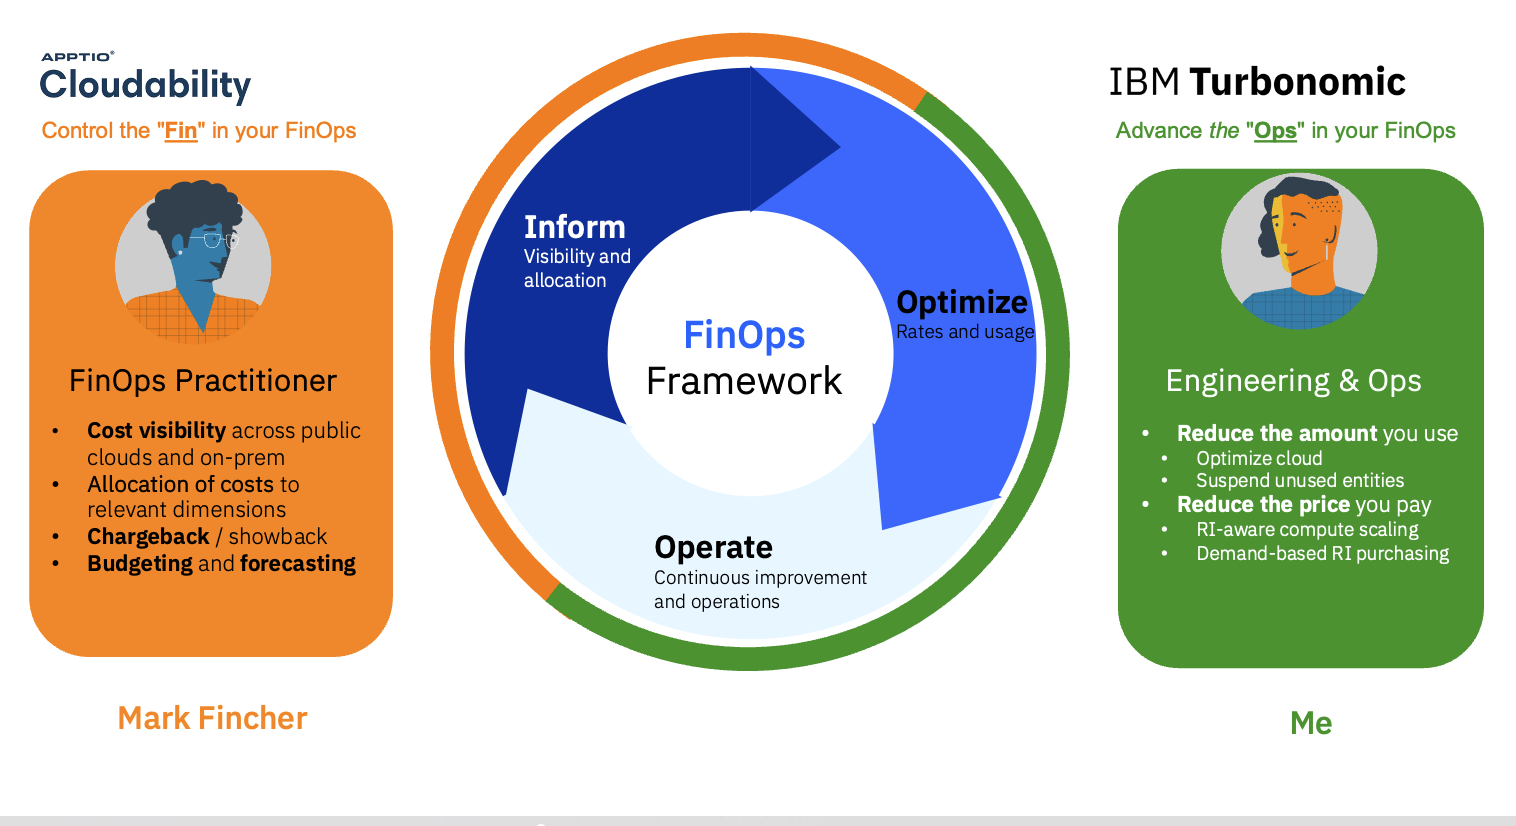 APPTIO®
Cloudability
Control the "Fin" in your FinOps
FinOps Practitioner
• Cost visibility across public
clouds and on-prem
• Allocation of costs to
relevant dimensions
• Chargeback / showback
• Budgeting and forecasting
Mark Fincher
Inform
Visibility and
allocation
Optimize
Rates and usage
FinOps
Framework
Operate
Continuous improvement
and operations
IBM Turbonomic
Advance the "Ops" in your FinOps
Engineering & Ops
• Reduce the amount you use
• Optimize cloud
• Suspend unused entities
• Reduce the price you pay
• RI-aware compute scaling
• Demand-based RI purchasing
Me